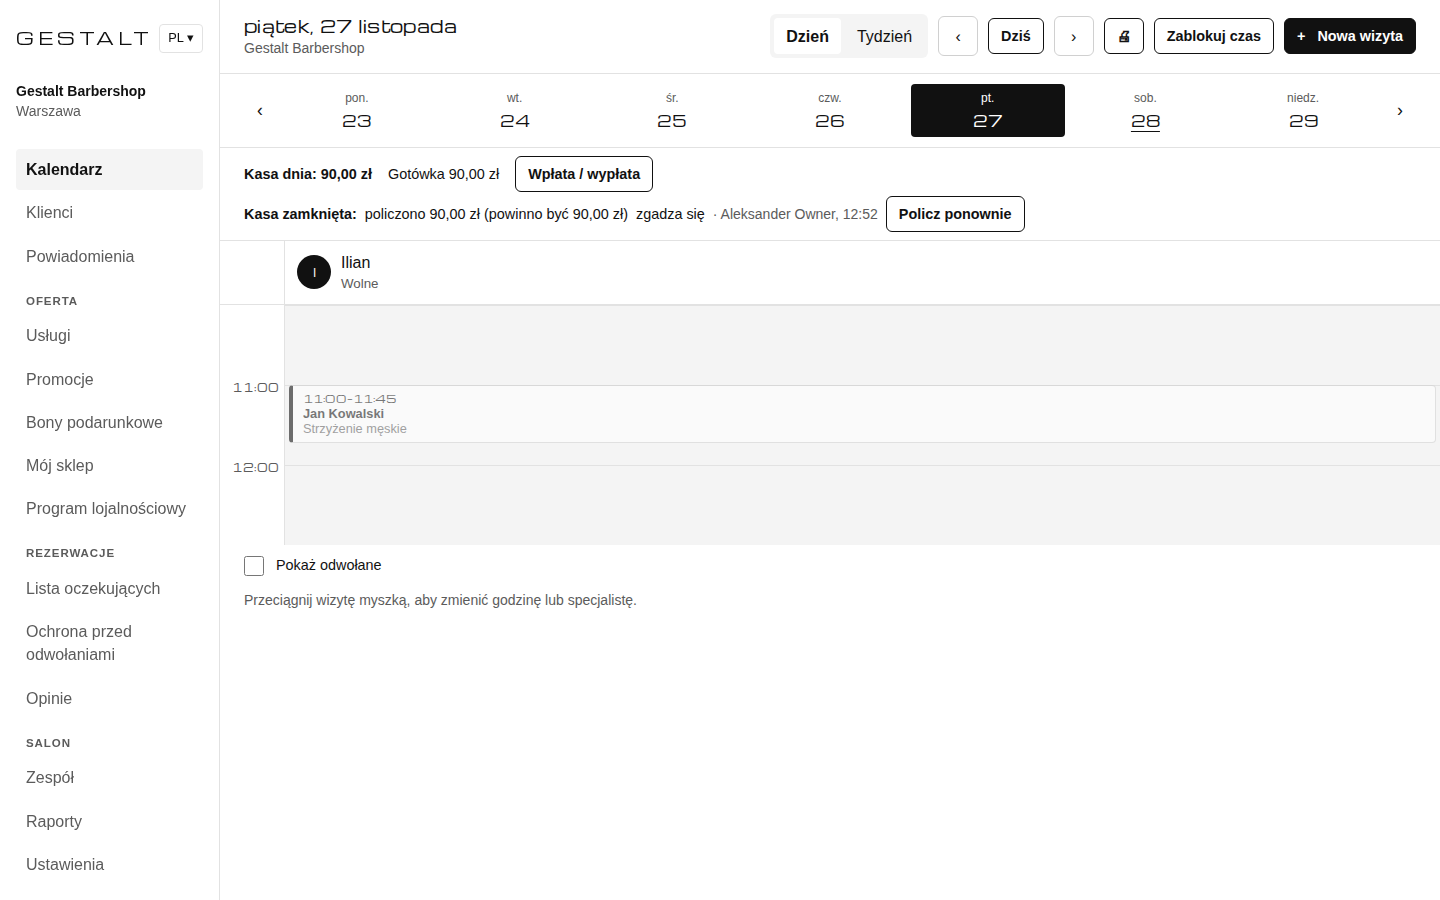 GESTALT
PL ▾
Gestalt Barbershop
Warszawa
Kalendarz
Klienci
Powiadomienia
OFERTA
Usługi
Promocje
Bony podarunkowe
Mój sklep
Program lojalnościowy
REZERWACJE
Lista oczekujących
Ochrona przed
odwołaniami
Opinie
SALON
Zespół
Raporty
Ustawienia
piątek, 27 listopada
Gestalt Barbershop
Dzień Tydzień ‹ Dziś › Zablokuj czas + Nowa wizyta
‹ pon. wt. śr. czw. pt. sob. niedz. ›
23 24 25 26 27 28 29
Kasa dnia: 90,00 zł Gotówka 90,00 zł Wpłata / wypłata
Kasa zamknięta: policzono 90,00 zł (powinno być 90,00 zł) zgadza się · Aleksander Owner, 12:52 Policz ponownie
I
Ilian
Wolne
11:00
11:00-11:45
Jan Kowalski
Strzyżenie męskie
12:00
Pokaż odwołane
Przeciągnij wizytę myszką, aby zmienić godzinę lub specjalistę.